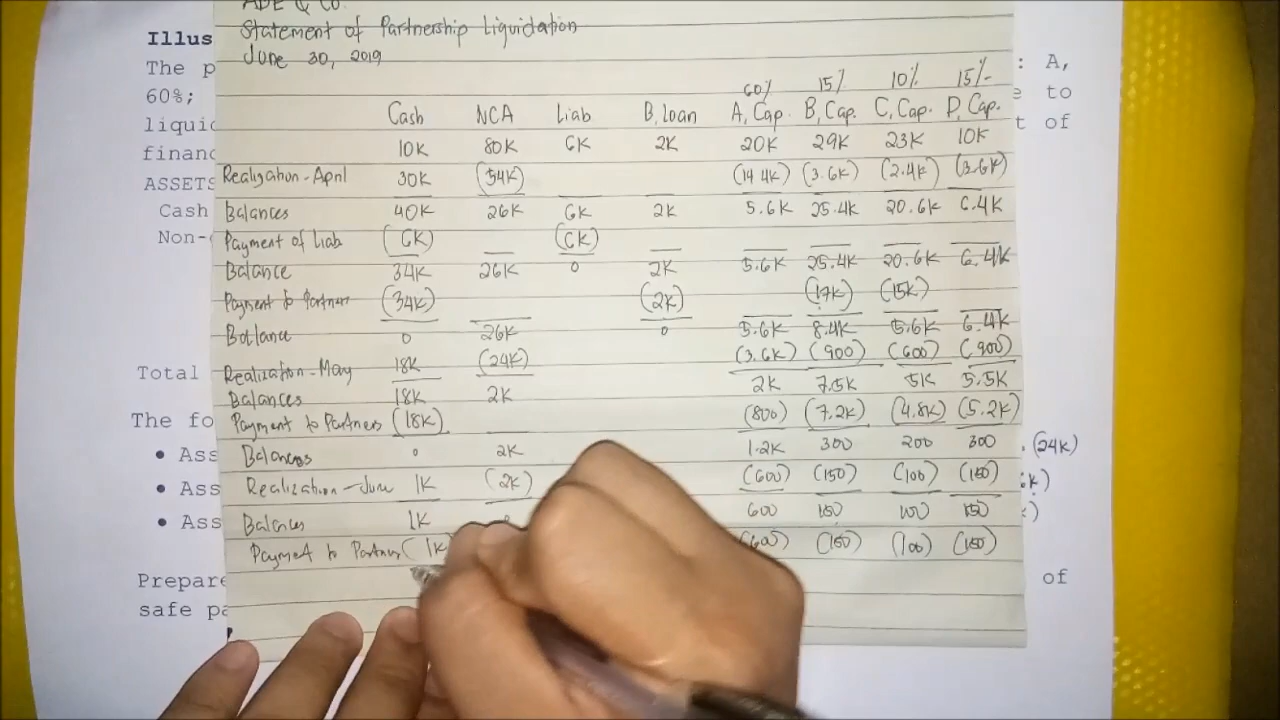 Statement of Partnership Liquidation
June 30, 2019
Illus
The p : A,
60%; e to
liquid t of
financ
60% 15% 10% 15%
Cash NCA Liab B, Loan A, Cap. B, Cap. C, Cap. D, Cap.
10K 80K 6K 2K 20K 29K 23K 10K
ASSETS Realization-April 30K (54K) (14.4K) (3.6K) (2.4K) (3.6K)
Cash Balances 40K 26K 6K 2K 5.6K 25.4K 20.6K 6.4K
Non- Payment of Liab (6K) (6K)
Balance 34K 26K 0 2K 5.6K 25.4K 20.6K 6.4K
Payment to Partners (34K) (2K) (17K) (15K)
Balance 0 26K 0 5.6K 8.4K 5.6K 6.4K
Total Realization-May 18K (24K) (3.6K) (900) (600) (900)
Balances 18K 2K 2K 7.5K 5K 5.5K
The fo Payment to Partners (18K) (800) (7.2K) (4.8K) (5.2K)
• Ass Balances 0 2K 1.2K 300 200 300 (24K)
• Ass Realization-June 1K (2K) (600) (150) (100) (150) k)
• Ass Balances 1K 0 600 150 100 150 )
Payment to Partner (1K (600) (150) (100) (150)
Prepare of
safe pa